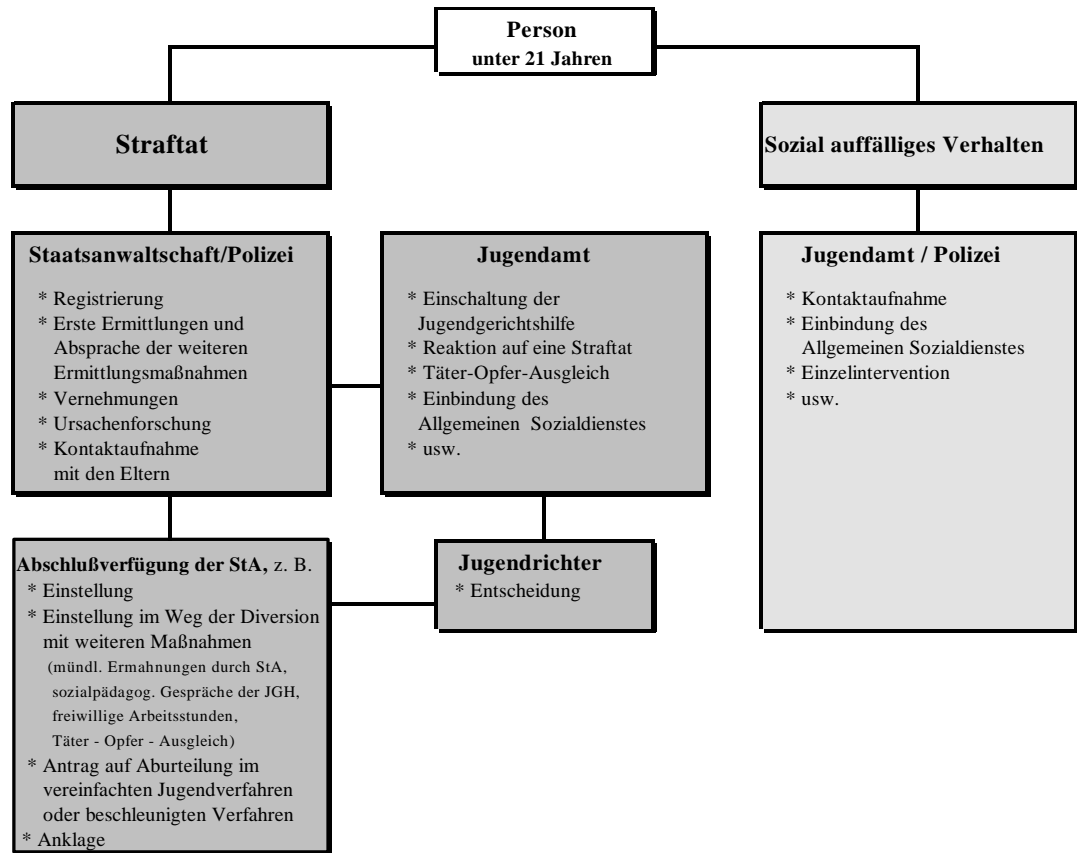 Person
unter 21 Jahren
Straftat
Sozial auffälliges Verhalten
Staatsanwaltschaft/Polizei
* Registrierung
* Erste Ermittlungen und
Absprache der weiteren
Ermittlungsmaßnahmen
* Vernehmungen
* Ursachenforschung
* Kontaktaufnahme
mit den Eltern
Jugendamt
* Einschaltung der
Jugendgerichtshilfe
* Reaktion auf eine Straftat
* Täter-Opfer-Ausgleich
* Einbindung des
Allgemeinen Sozialdienstes
* usw.
Jugendamt / Polizei
* Kontaktaufnahme
* Einbindung des
Allgemeinen Sozialdienstes
* Einzelintervention
* usw.
Abschlußverfügung der StA, z. B.
* Einstellung
* Einstellung im Weg der Diversion
mit weiteren Maßnahmen
(mündl. Ermahnungen durch StA,
sozialpädagog. Gespräche der JGH,
freiwillige Arbeitsstunden,
Täter - Opfer - Ausgleich)
* Antrag auf Aburteilung im
vereinfachten Jugendverfahren
oder beschleunigten Verfahren
* Anklage
Jugendrichter
* Entscheidung